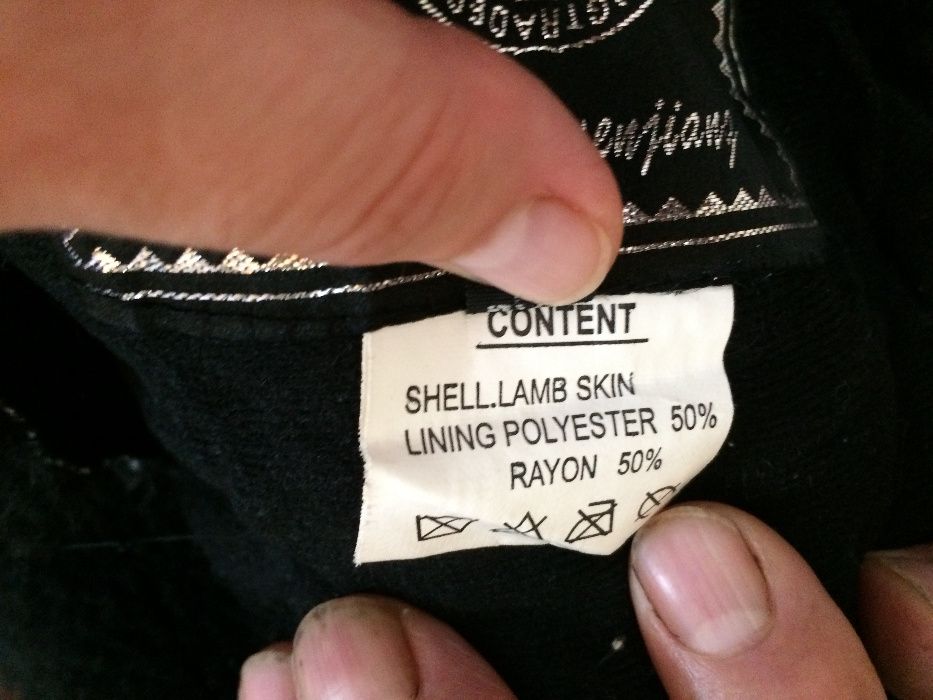 CONTENT
SHELL.LAMB SKIN
LINING POLYESTER 50%
RAYON 50%